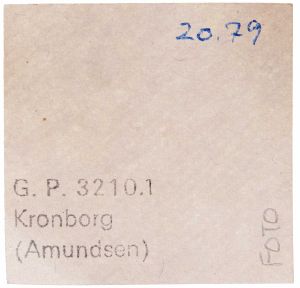 20.79
G. P. 3210.1
Kronborg
(Amundsen)
FOTO